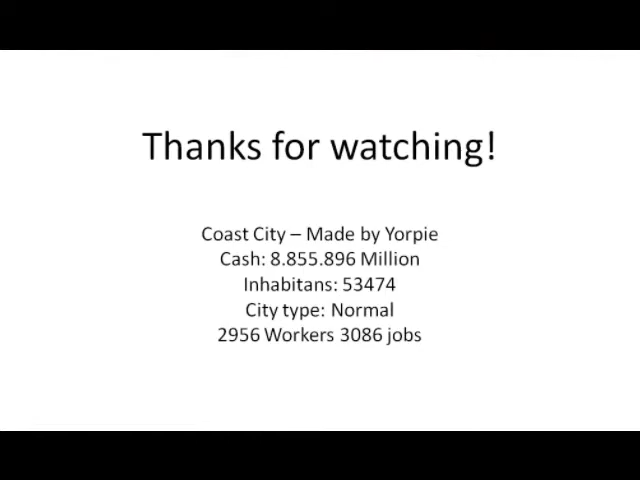 Thanks for watching!
Coast City – Made by Yorpie
Cash: 8.855.896 Million
Inhabitans: 53474
City type: Normal
2956 Workers 3086 jobs